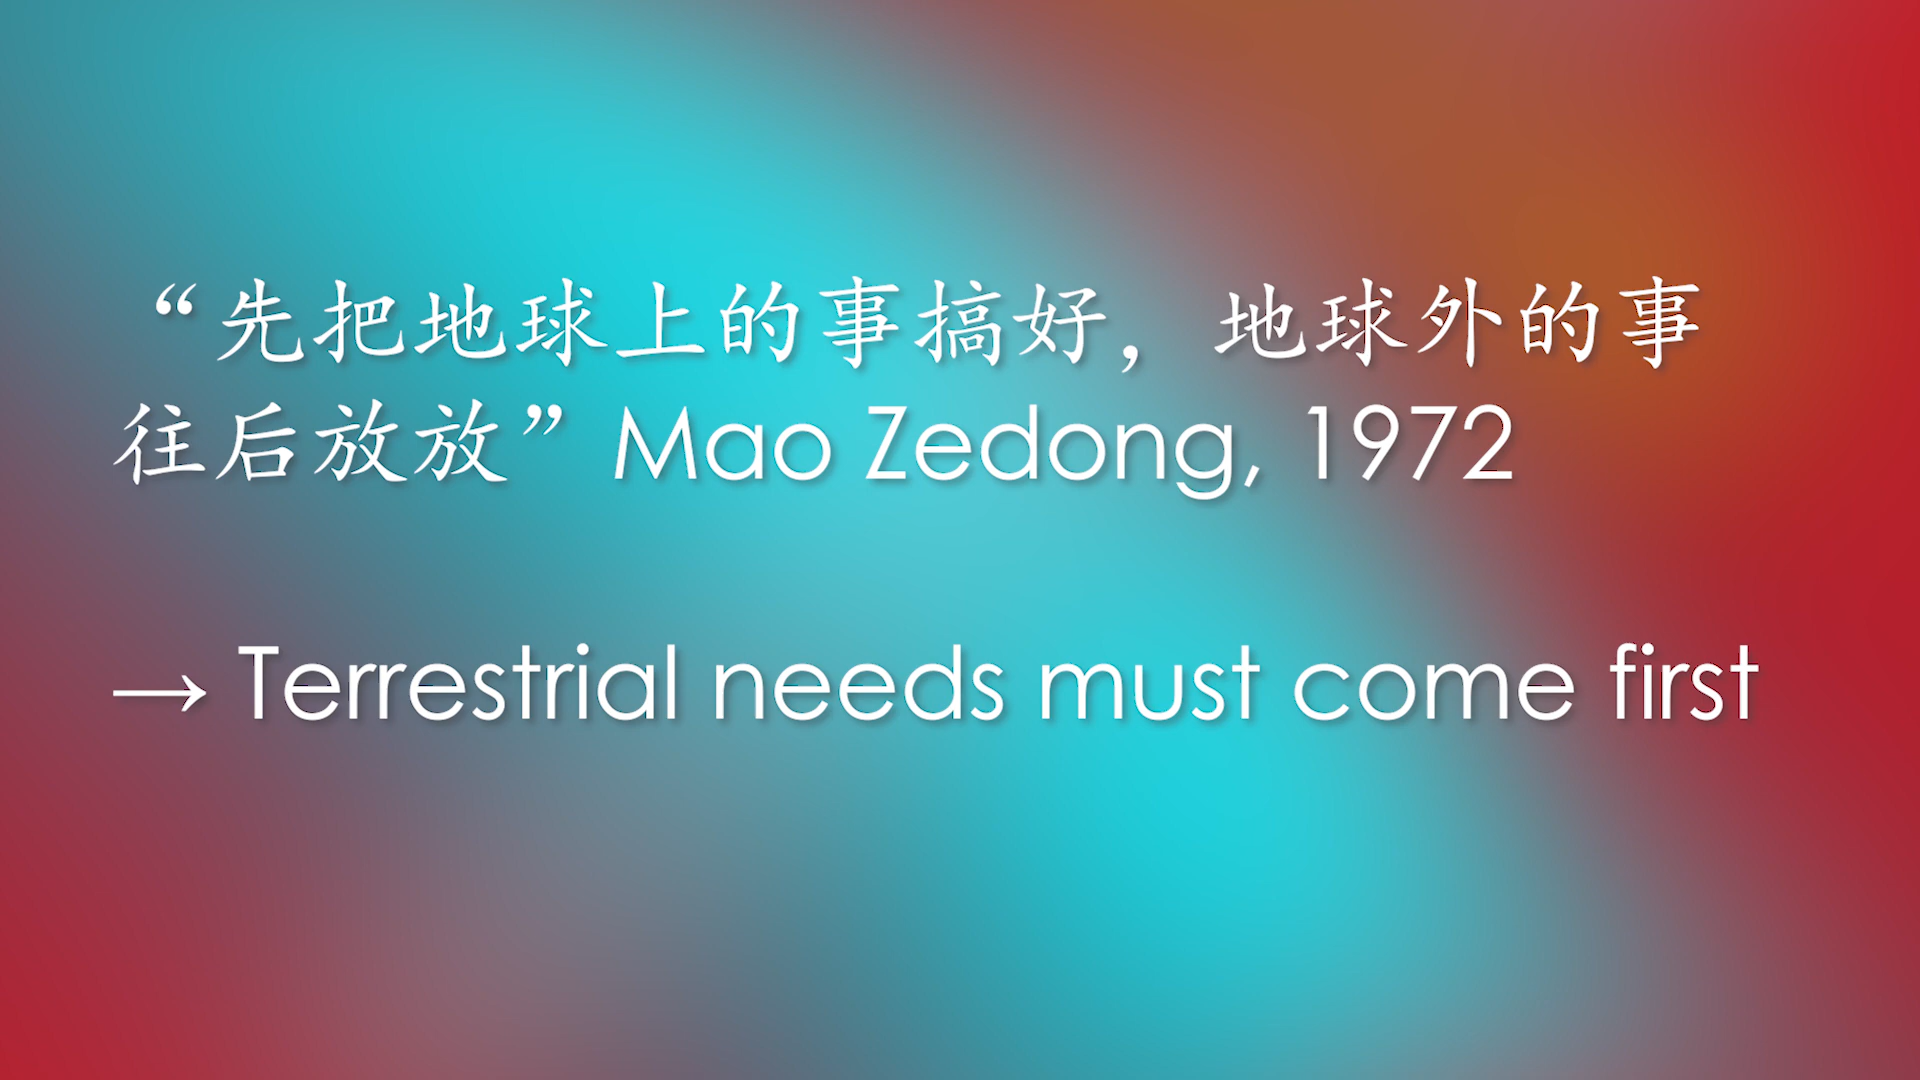 “先把地球上的事搞好，地球外的事
往后放放”Mao Zedong, 1972
→ Terrestrial needs must come first